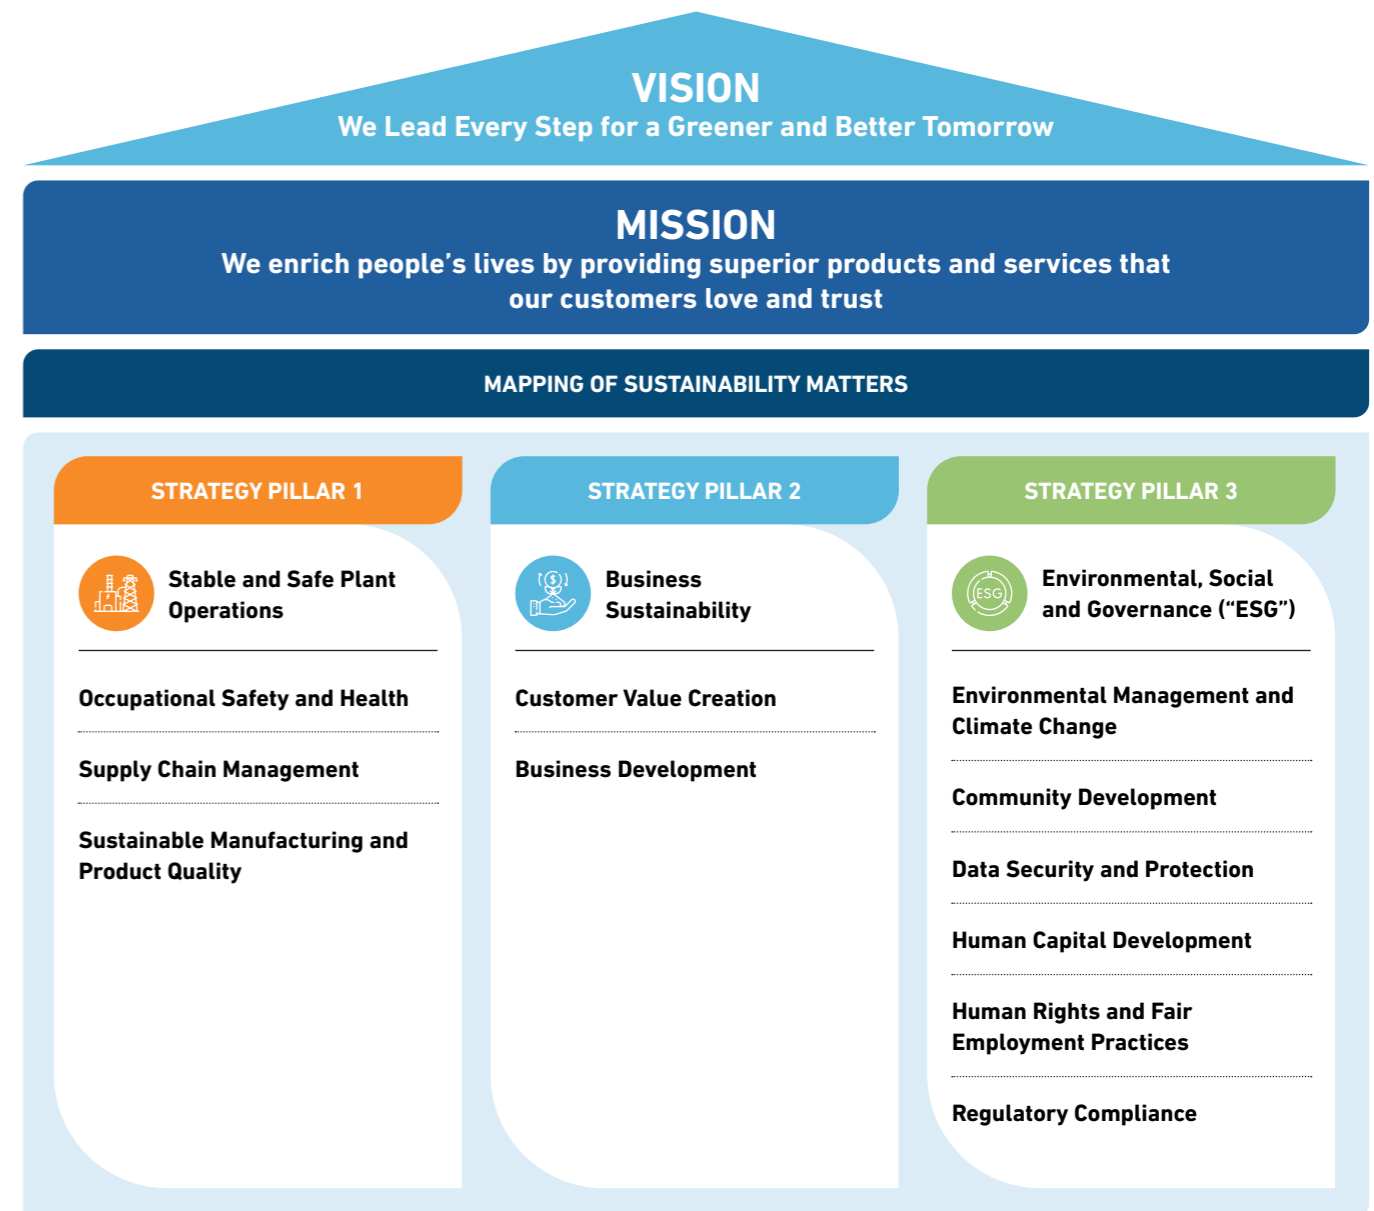 VISION
We Lead Every Step for a Greener and Better Tomorrow
MISSION
We enrich people’s lives by providing superior products and services that
our customers love and trust
MAPPING OF SUSTAINABILITY MATTERS
STRATEGY PILLAR 1
Stable and Safe Plant
Operations
Occupational Safety and Health
Supply Chain Management
Sustainable Manufacturing and
Product Quality
STRATEGY PILLAR 2
$
Business
Sustainability
Customer Value Creation
Business Development
STRATEGY PILLAR 3
ESG
Environmental, Social
and Governance (“ESG”)
Environmental Management and
Climate Change
Community Development
Data Security and Protection
Human Capital Development
Human Rights and Fair
Employment Practices
Regulatory Compliance